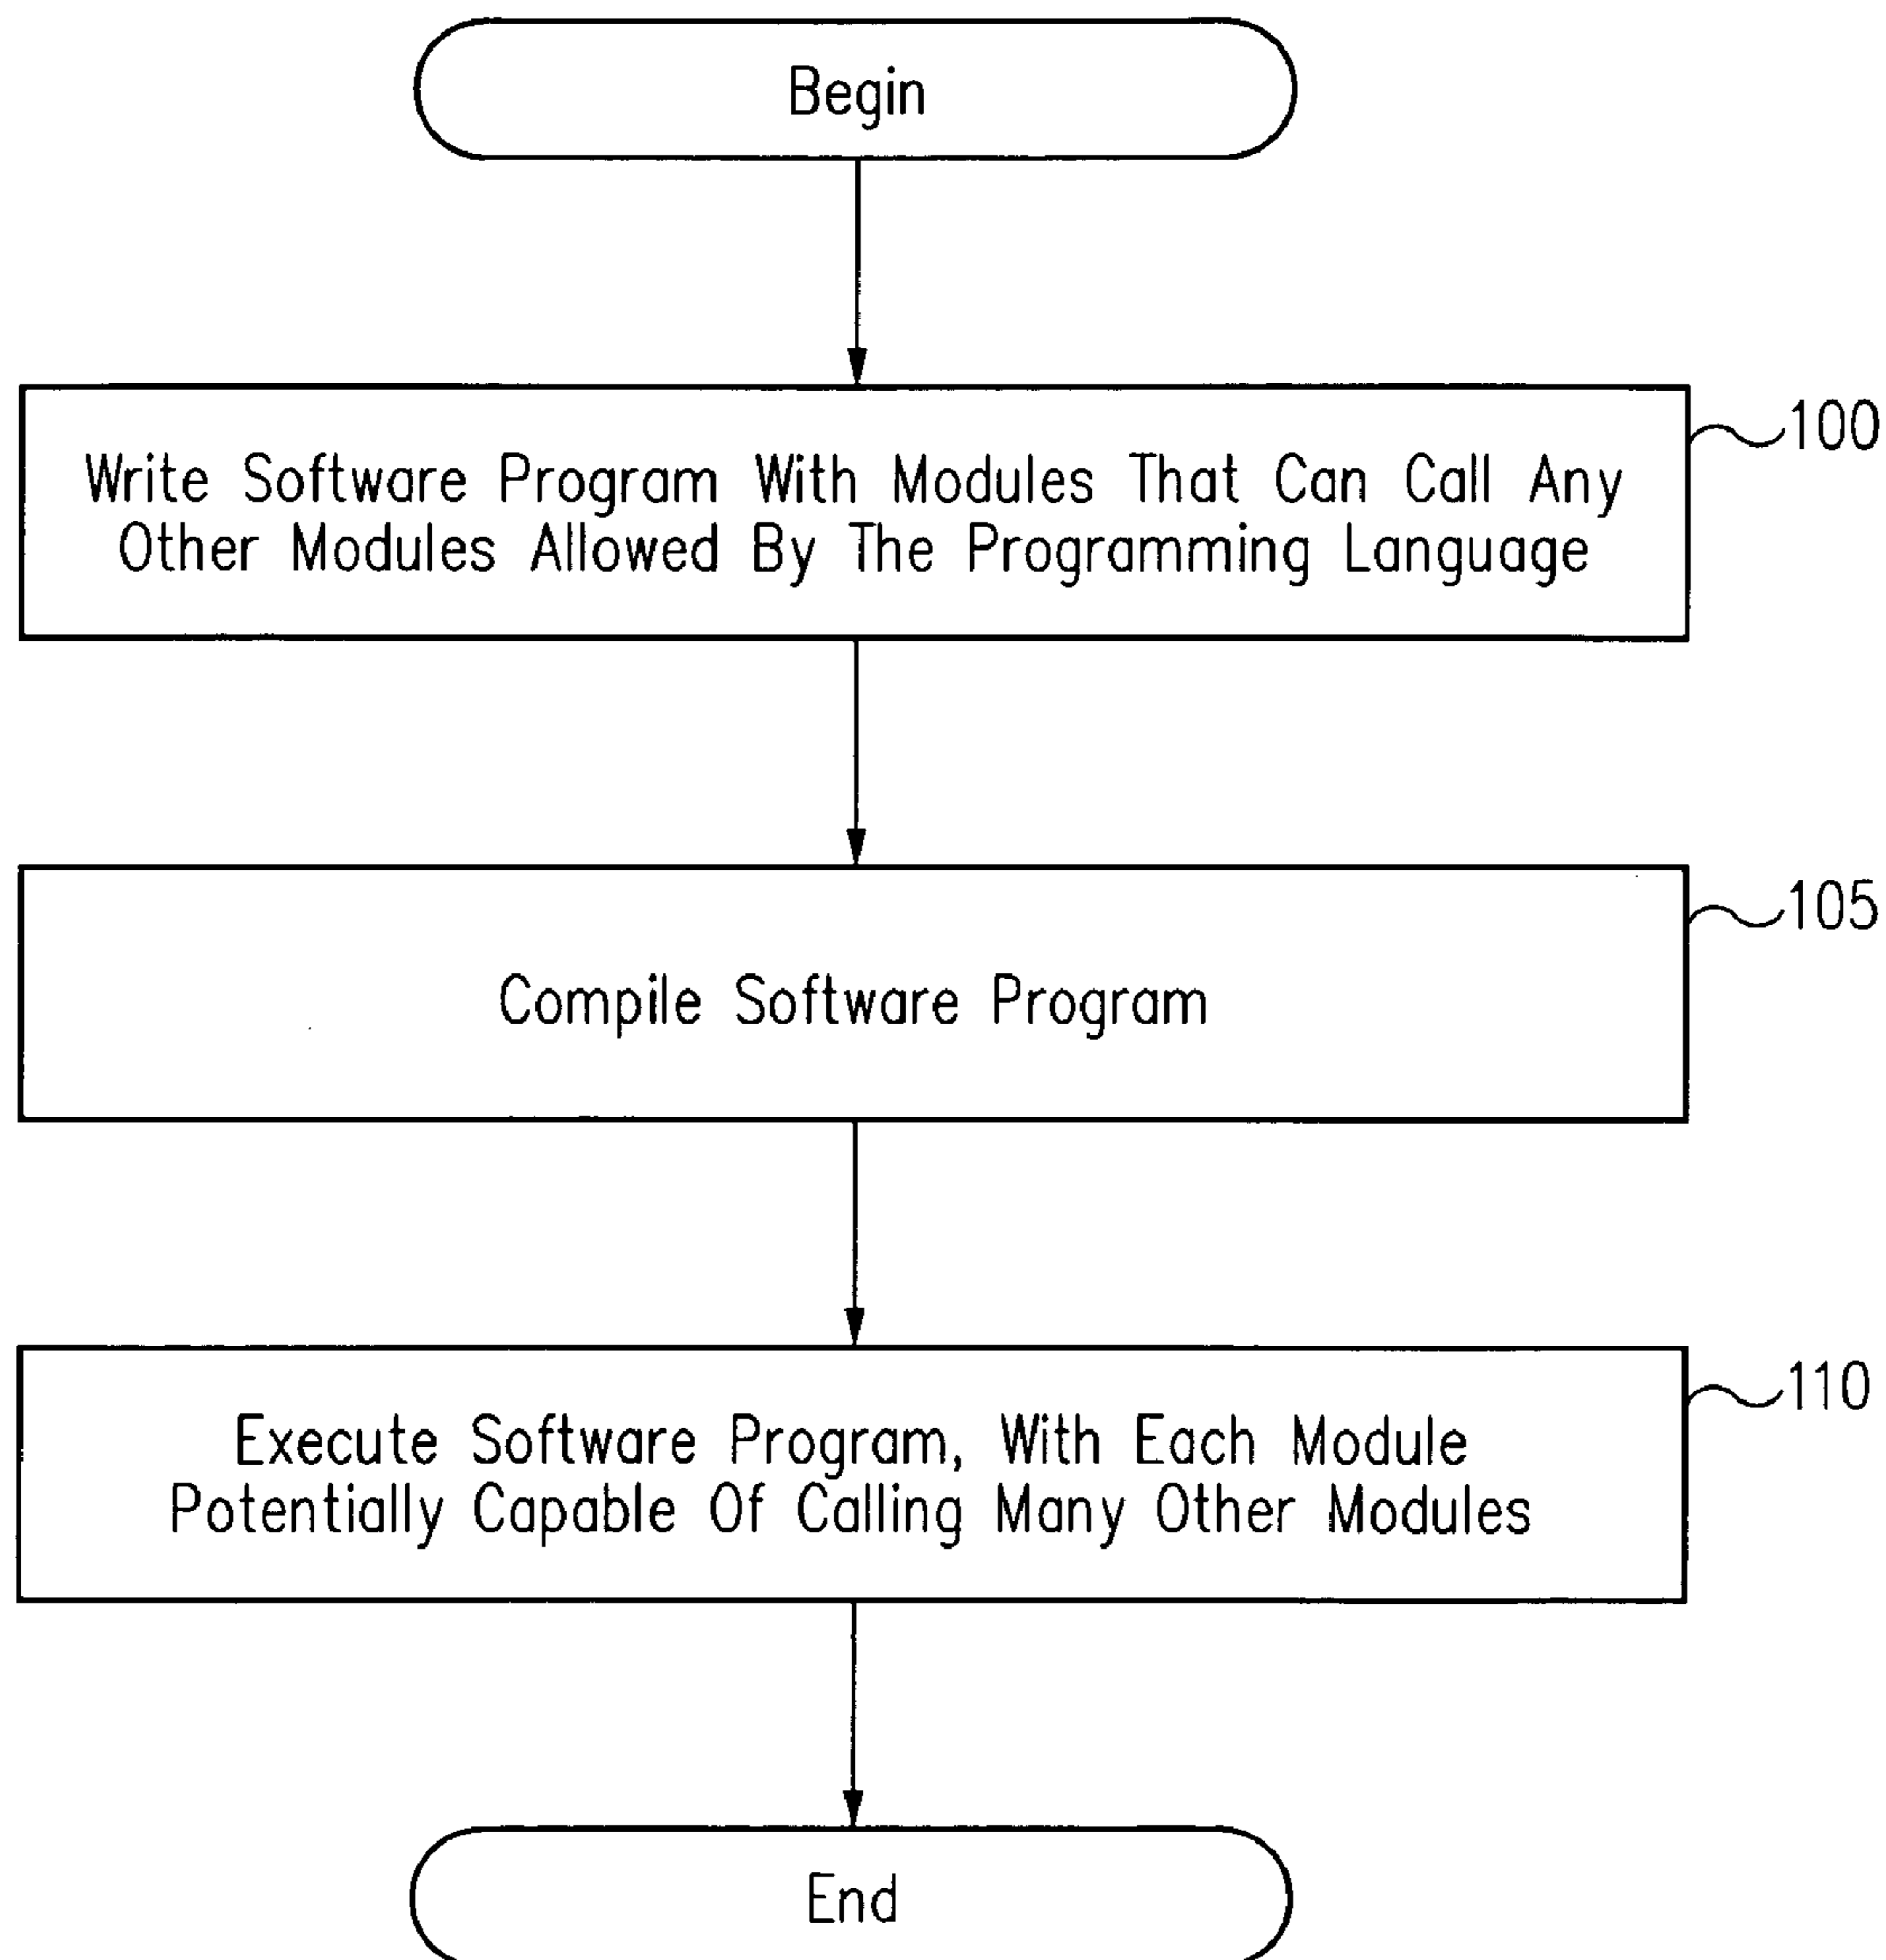 Begin
Write Software Program With Modules That Can Call Any
Other Modules Allowed By The Programming Language
100
Compile Software Program
105
Execute Software Program, With Each Module
Potentially Capable Of Calling Many Other Modules
110
End